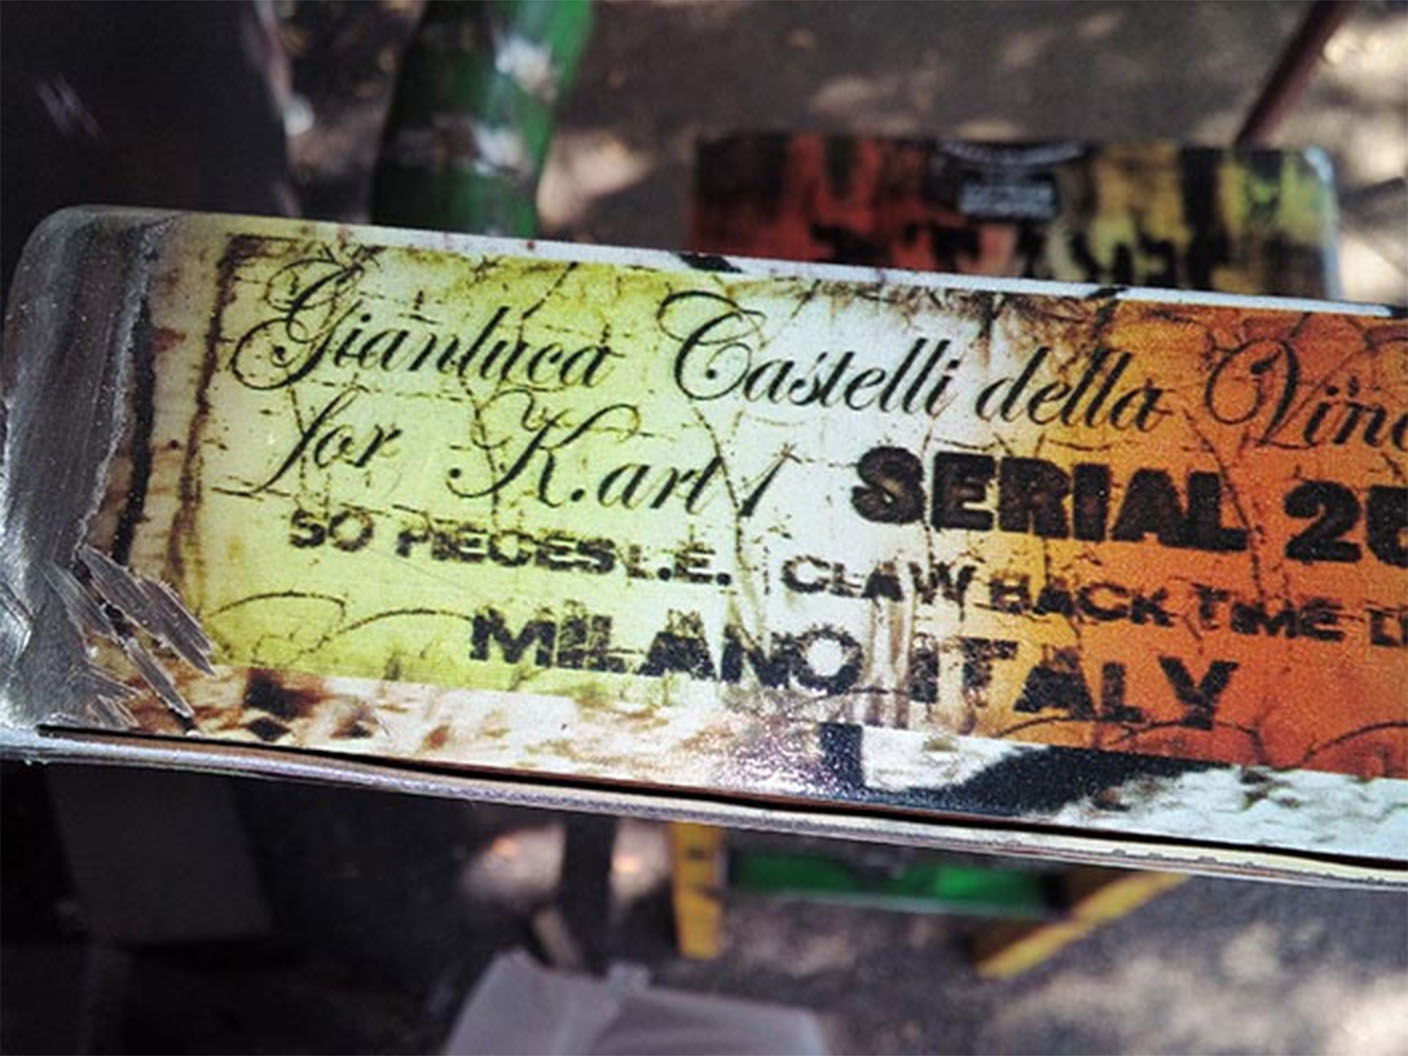 Gianluca Castelli della
for K.art / SERIAL
50 PIECES L.E. CLAW BACK TIME
MILANO ITALY